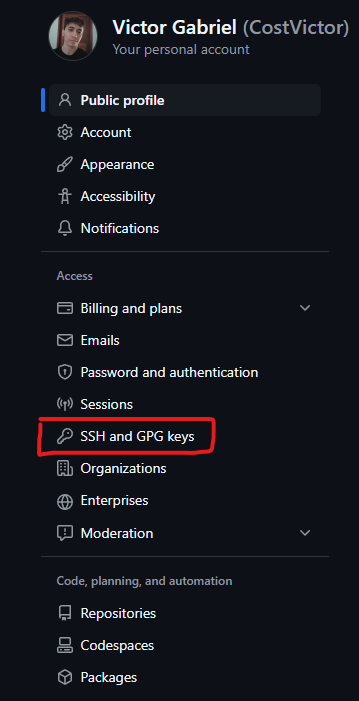 Victor Gabriel (CostVictor)
Your personal account
Public profile
Account
Appearance
Accessibility
Notifications
Access
Billing and plans
Emails
Password and authentication
Sessions
SSH and GPG keys
Organizations
Enterprises
Moderation
Code, planning, and automation
Repositories
Codespaces
Packages